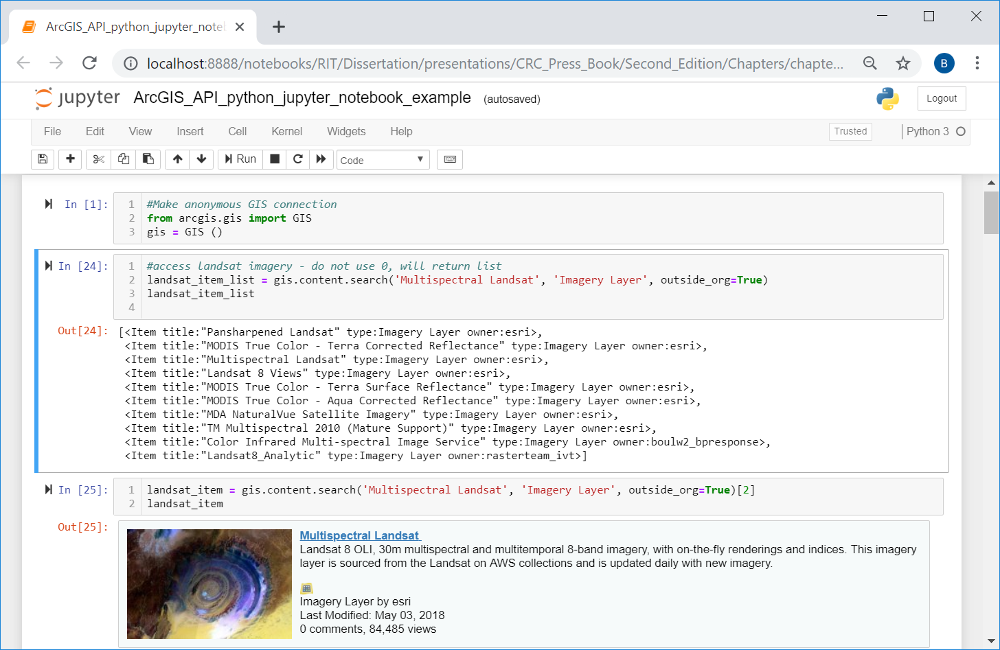 ArcGIS_API_python_jupyter_note
localhost:8888/notebooks/RIT/Dissertation/presentations/CRC_Press_Book/Second_Edition/Chapters/chapte...
B
jupyter ArcGIS_API_python_jupyter_notebook_example (autosaved)
Logout
File Edit View Insert Cell Kernel Widgets Help
Trusted
Python 3
Run
Code
In [1]:
1 #Make anonymous GIS connection
2 from arcgis.gis import GIS
3 gis = GIS ()
In [24]:
1 #access landsat imagery - do not use 0, will return list
2 landsat_item_list = gis.content.search('Multispectral Landsat', 'Imagery Layer', outside_org=True)
3 landsat_item_list
4
Out[24]:
[<Item title:"Pansharpened Landsat" type:Imagery Layer owner:esri>,
<Item title:"MODIS True Color - Terra Corrected Reflectance" type:Imagery Layer owner:esri>,
<Item title:"Multispectral Landsat" type:Imagery Layer owner:esri>,
<Item title:"Landsat 8 Views" type:Imagery Layer owner:esri>,
<Item title:"MODIS True Color - Terra Surface Reflectance" type:Imagery Layer owner:esri>,
<Item title:"MODIS True Color - Aqua Corrected Reflectance" type:Imagery Layer owner:esri>,
<Item title:"MDA NaturalVue Satellite Imagery" type:Imagery Layer owner:esri>,
<Item title:"TM Multispectral 2010 (Mature Support)" type:Imagery Layer owner:esri>,
<Item title:"Color Infrared Multi-spectral Image Service" type:Imagery Layer owner:boulw2_bpresponse>,
<Item title:"Landsat8_Analytic" type:Imagery Layer owner:rasterteam_ivt>]
In [25]:
1 landsat_item = gis.content.search('Multispectral Landsat', 'Imagery Layer', outside_org=True)[2]
2 landsat_item
Out[25]:
Multispectral Landsat
Landsat 8 OLI, 30m multispectral and multitemporal 8-band imagery, with on-the-fly renderings and indices. This imagery
layer is sourced from the Landsat on AWS collections and is updated daily with new imagery.
Imagery Layer by esri
Last Modified: May 03, 2018
0 comments, 84,485 views